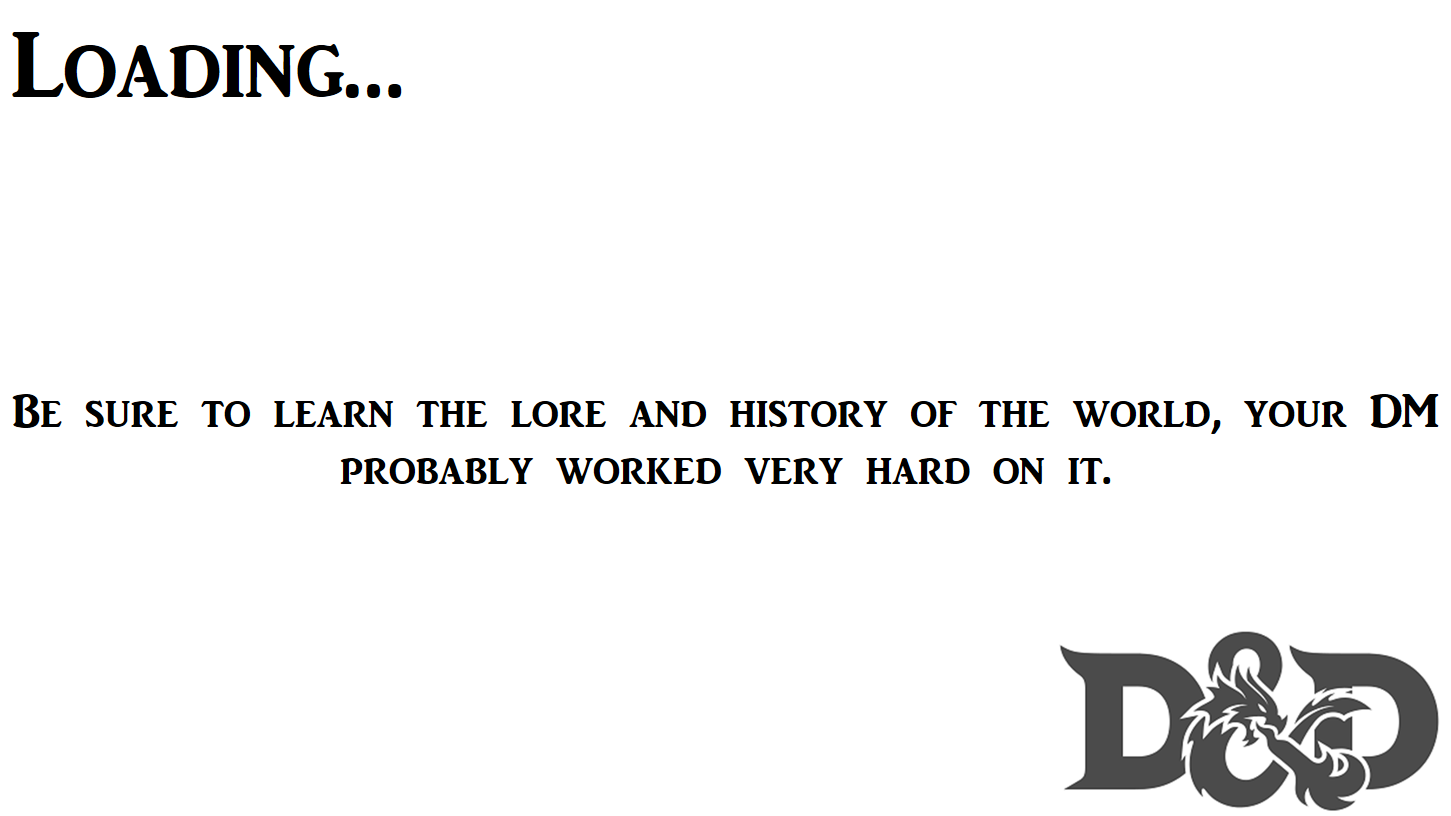 Loading...
Be sure to learn the lore and history of the world, your DM
probably worked very hard on it.
D&D